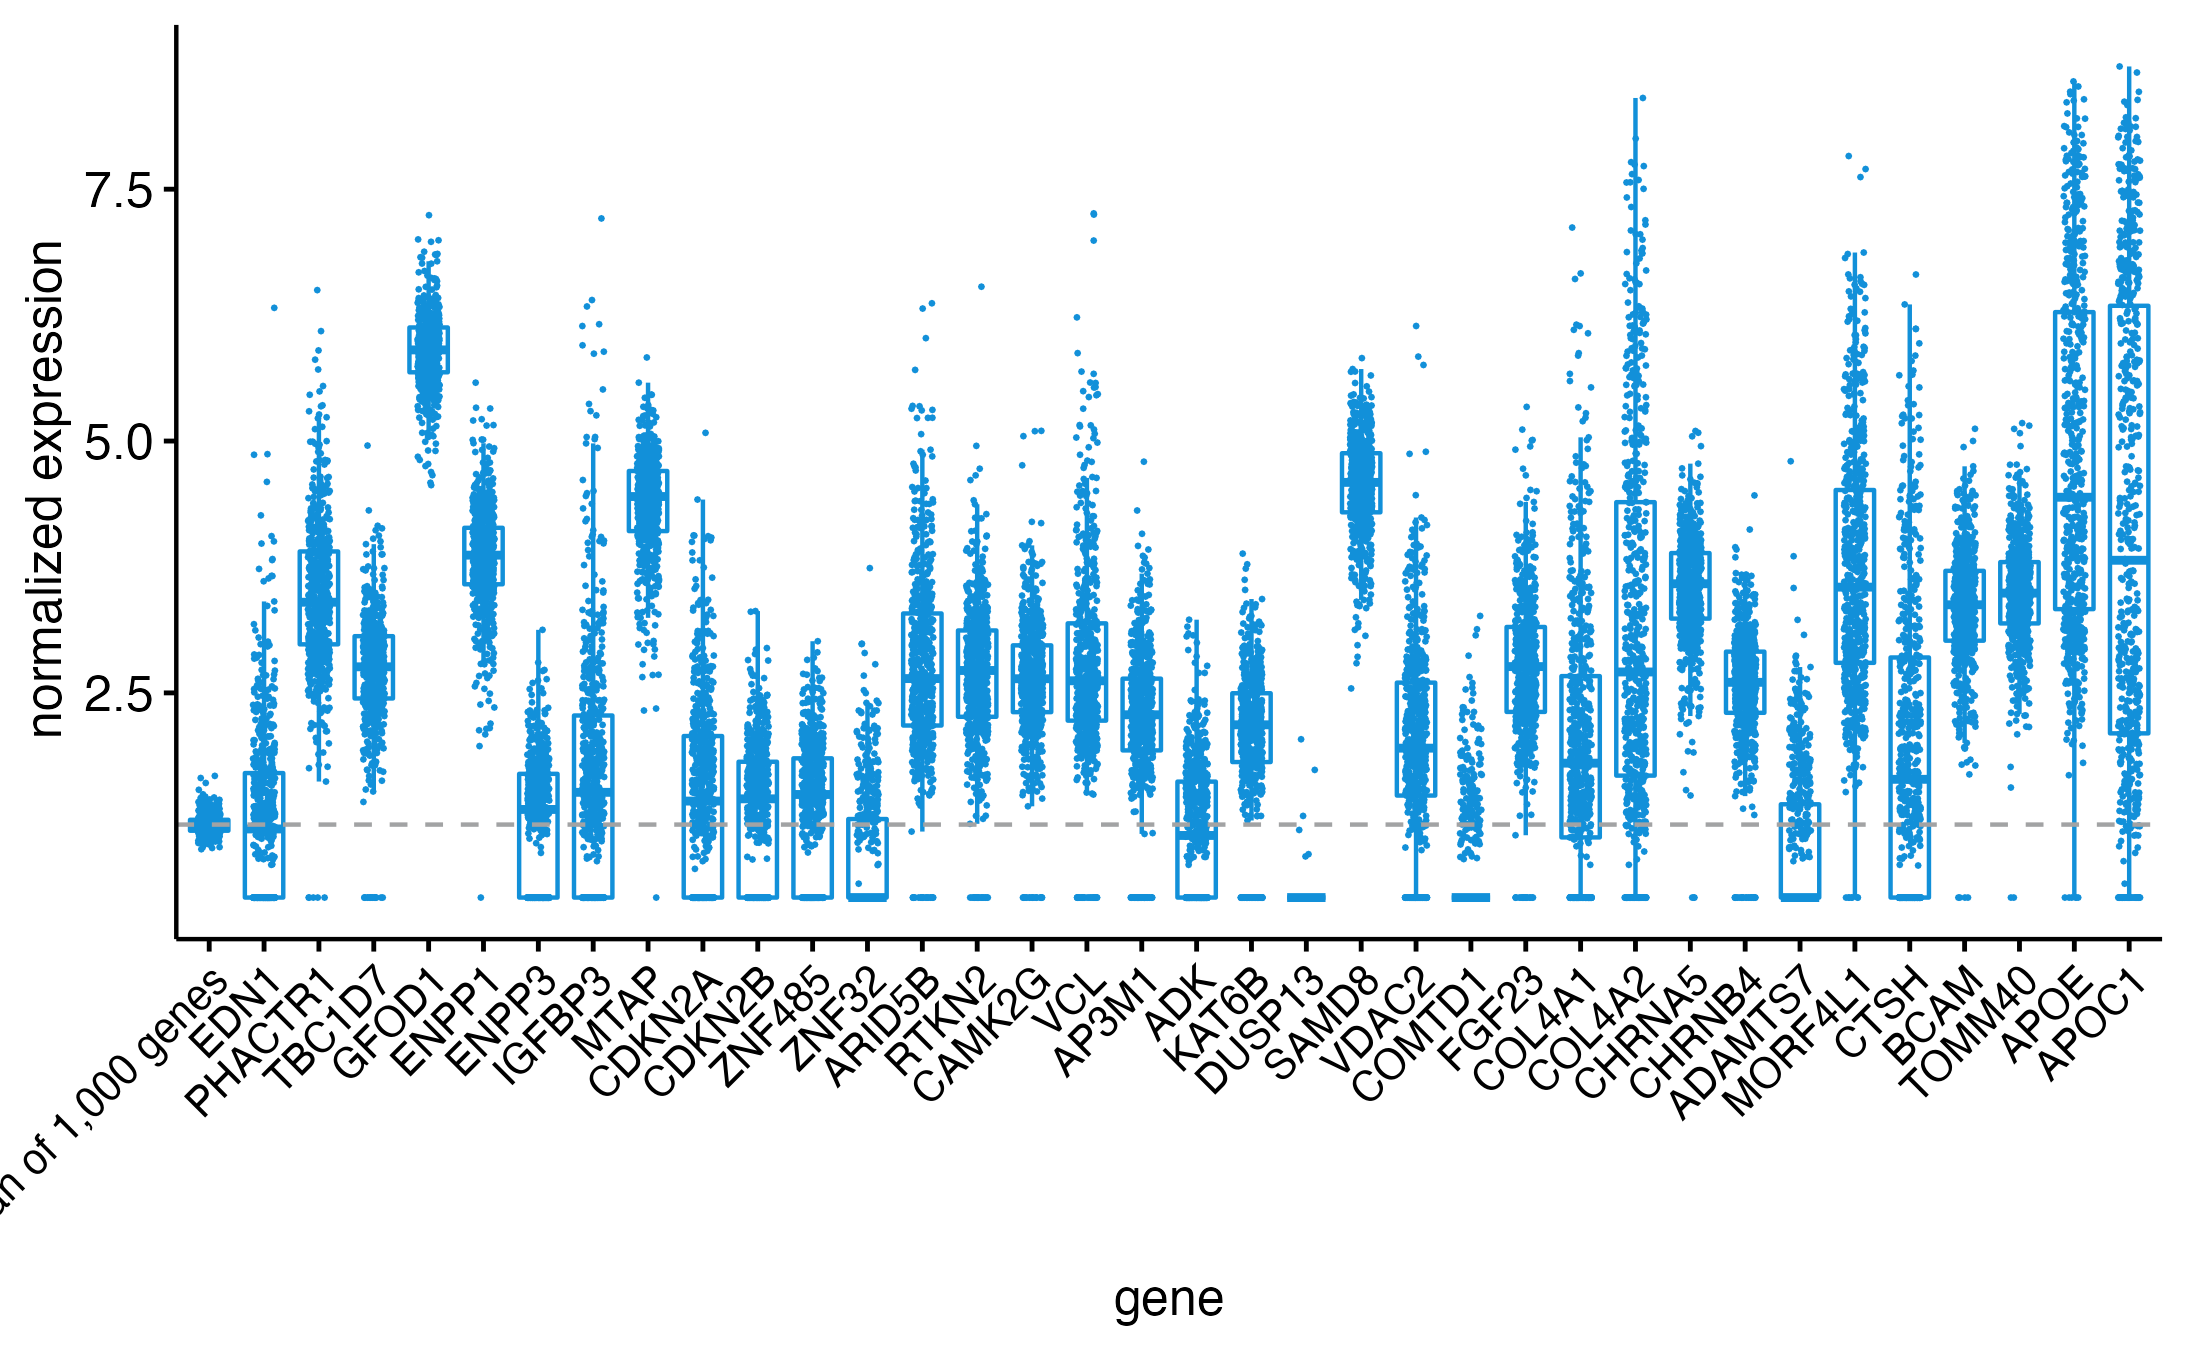 normalized expression
7.5
5.0
2.5
of 1,000 genes
EDN1
PHACTR1
TBC1D7
GFOD1
ENPP1
ENPP3
IGFBP3
MTAP
CDKN2A
CDKN2B
ZNF485
ZNF32
ARID5B
RTKN2
CAMK2G
VCL
AP3M1
ADK
KAT6B
DUSP13
SAMD8
VDAC2
COMTD1
FGF23
COL4A1
COL4A2
CHRNA5
CHRNB4
ADAMTS7
MORF4L1
CTSH
BCAM
TOMM40
APOE
APOC1
gene